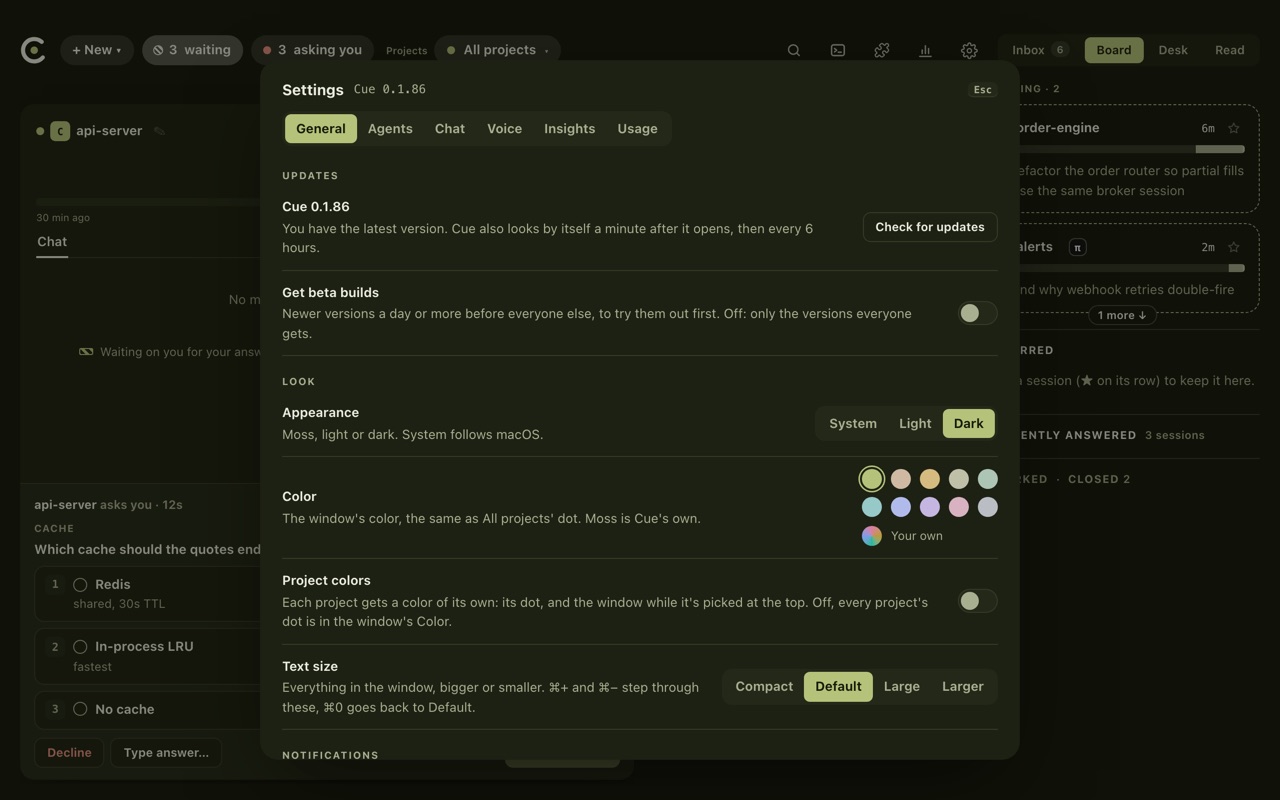 + New ▾
3 waiting
3 asking you
Projects
All projects
Inbox 6
Board
Desk
Read
Settings Cue 0.1.86
Esc
General
Agents
Chat
Voice
Insights
Usage
UPDATES
Cue 0.1.86
You have the latest version. Cue also looks by itself a minute after it opens, then every 6
hours.
Check for updates
Get beta builds
Newer versions a day or more before everyone else, to try them out first. Off: only the versions everyone
gets.
LOOK
Appearance
Moss, light or dark. System follows macOS.
System
Light
Dark
Color
The window's color, the same as All projects' dot. Moss is Cue's own.
Your own
Project colors
Each project gets a color of its own: its dot, and the window while it's picked at the top. Off, every project's
dot is in the window's Color.
Text size
Everything in the window, bigger or smaller. ⌘+ and ⌘− step through
these, ⌘0 goes back to Default.
Compact
Default
Large
Larger
NOTIFICATIONS
C api-server
30 min ago
Chat
No m
Waiting on you for your answ
api-server asks you · 12s
CACHE
Which cache should the quotes end
1 Redis
shared, 30s TTL
2 In-process LRU
fastest
3 No cache
Decline
Type answer...
ING · 2
order-engine 6m
efactor the order router so partial fills
se the same broker session
alerts π 2m
nd why webhook retries double-fire
1 more ↓
RRED
session (★ on its row) to keep it here.
ENTLY ANSWERED 3 sessions
KED · CLOSED 2